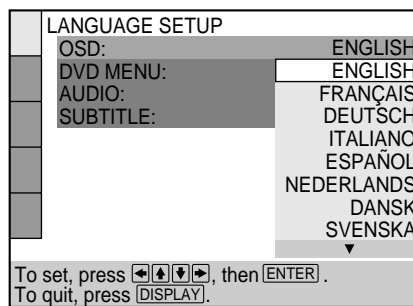 LANGUAGE SETUP
OSD: ENGLISH
DVD MENU: ENGLISH
AUDIO: FRANÇAIS
SUBTITLE: DEUTSCH
ITALIANO
ESPAÑOL
NEDERLANDS
DANSK
SVENSKA
▼
To set, press ←↑↓→, then ENTER.
To quit, press DISPLAY.